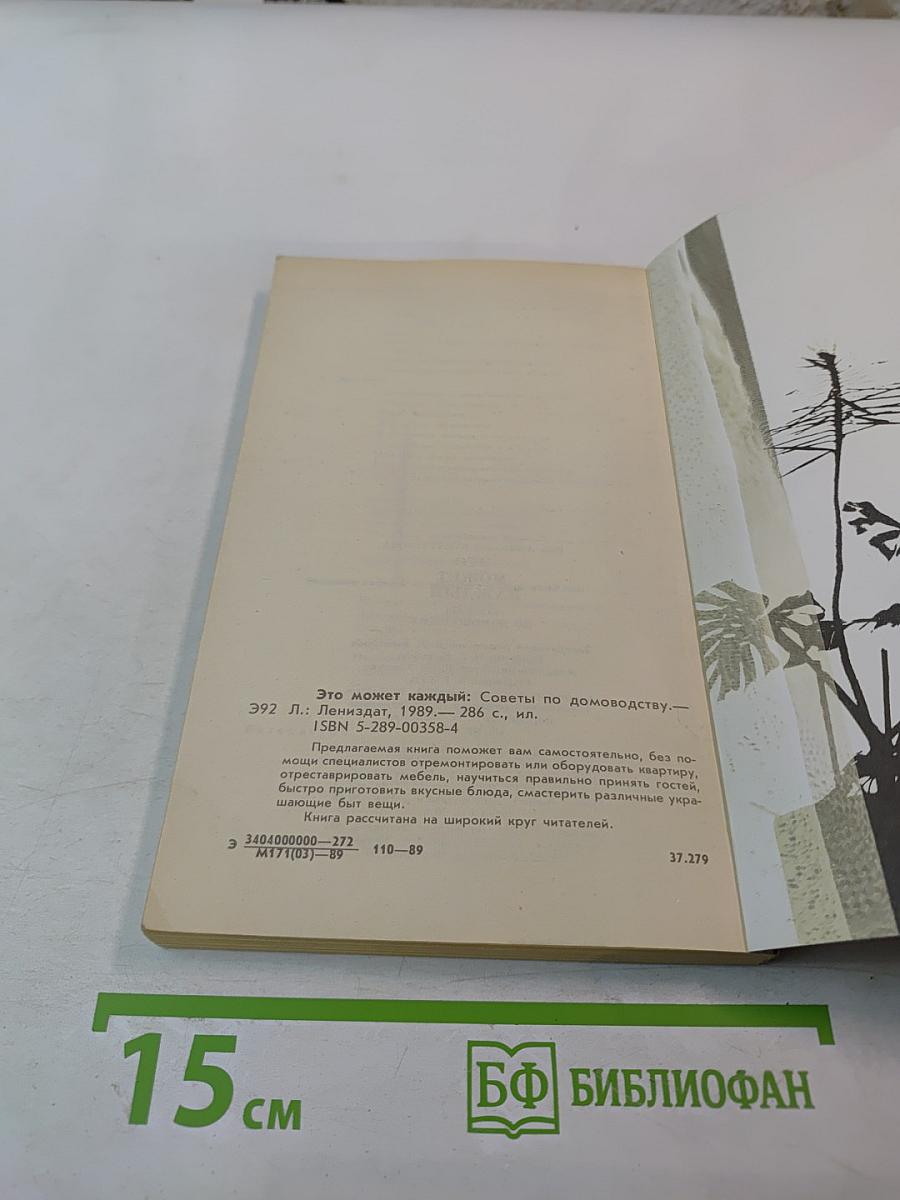 Это может каждый: Советы по домоводству.—
Э92 Л.: Лениздат, 1989.— 286 с., ил.
ISBN 5-289-00358-4
Предлагаемая книга поможет вам самостоятельно, без по-
мощи специалистов отремонтировать или оборудовать квартиру,
отреставрировать мебель, научиться правильно принять гостей,
быстро приготовить вкусные блюда, смастерить различные укра-
шающие быт вещи.
Книга рассчитана на широкий круг читателей.
Э 3404000000—272
М171(03)—89 110—89 37.279
15 см
БФ БИБЛИОФАН